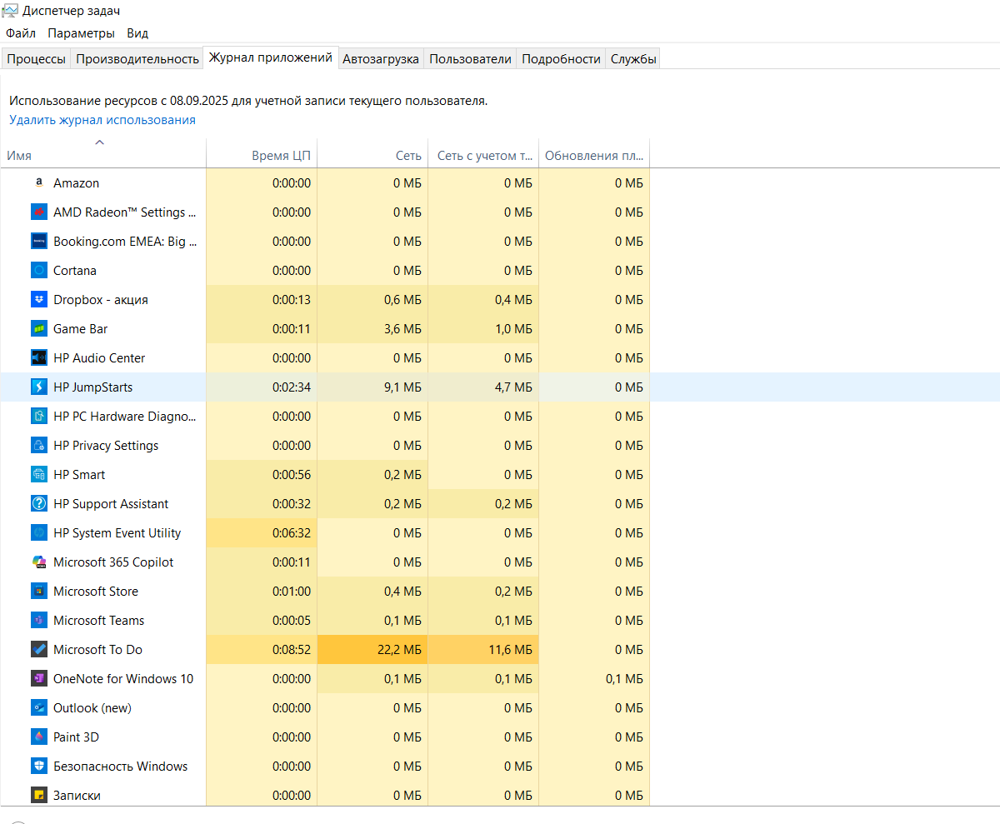 Диспетчер задач
Файл Параметры Вид
Процессы Производительность Журнал приложений Автозагрузка Пользователи Подробности Службы
Использование ресурсов с 08.09.2025 для учетной записи текущего пользователя.
Удалить журнал использования
Имя Время ЦП Сеть Сеть с учетом т... Обновления пл...
Amazon 0:00:00 0 МБ 0 МБ 0 МБ
AMD Radeon™ Settings ... 0:00:00 0 МБ 0 МБ 0 МБ
Booking.com EMEA: Big ... 0:00:00 0 МБ 0 МБ 0 МБ
Cortana 0:00:00 0 МБ 0 МБ 0 МБ
Dropbox - акция 0:00:13 0,6 МБ 0,4 МБ 0 МБ
Game Bar 0:00:11 3,6 МБ 1,0 МБ 0 МБ
HP Audio Center 0:00:00 0 МБ 0 МБ 0 МБ
HP JumpStarts 0:02:34 9,1 МБ 4,7 МБ 0 МБ
HP PC Hardware Diagno... 0:00:00 0 МБ 0 МБ 0 МБ
HP Privacy Settings 0:00:00 0 МБ 0 МБ 0 МБ
HP Smart 0:00:56 0,2 МБ 0 МБ 0 МБ
HP Support Assistant 0:00:32 0,2 МБ 0,2 МБ 0 МБ
HP System Event Utility 0:06:32 0 МБ 0 МБ 0 МБ
Microsoft 365 Copilot 0:00:11 0 МБ 0 МБ 0 МБ
Microsoft Store 0:01:00 0,4 МБ 0,2 МБ 0 МБ
Microsoft Teams 0:00:05 0,1 МБ 0,1 МБ 0 МБ
Microsoft To Do 0:08:52 22,2 МБ 11,6 МБ 0 МБ
OneNote for Windows 10 0:00:00 0,1 МБ 0,1 МБ 0,1 МБ
Outlook (new) 0:00:00 0 МБ 0 МБ 0 МБ
Paint 3D 0:00:00 0 МБ 0 МБ 0 МБ
Безопасность Windows 0:00:00 0 МБ 0 МБ 0 МБ
Записки 0:00:00 0 МБ 0 МБ 0 МБ